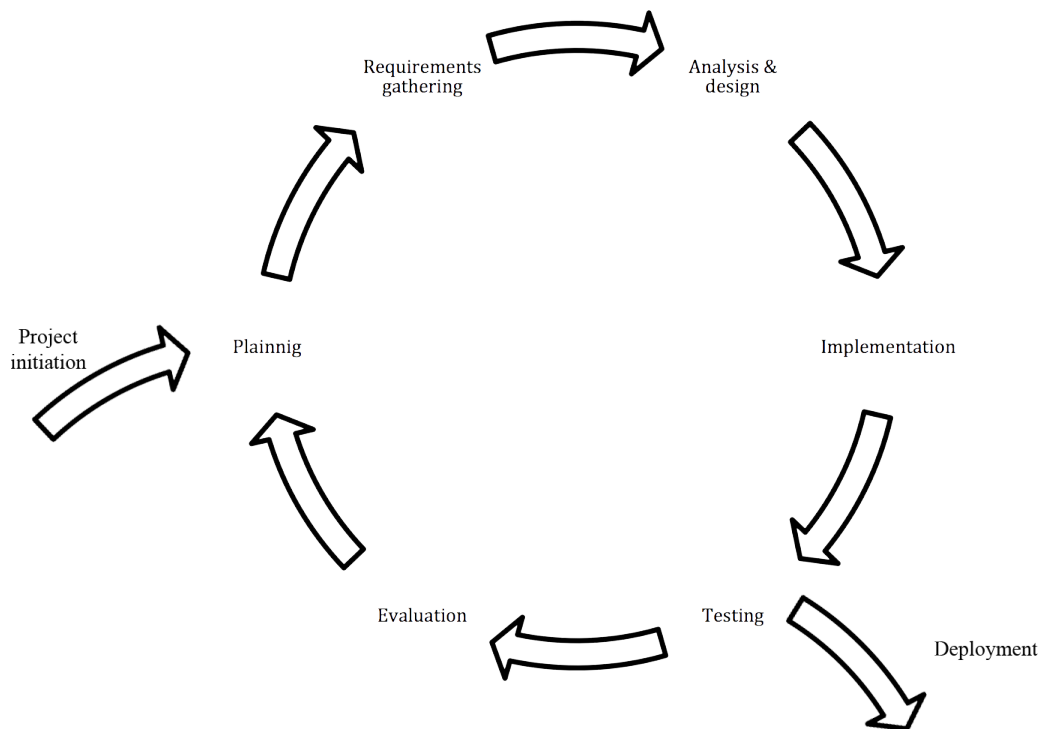 Requirements
gathering
Analysis &
design
Project
initiation
Plainnig
Implementation
Evaluation
Testing
Deployment